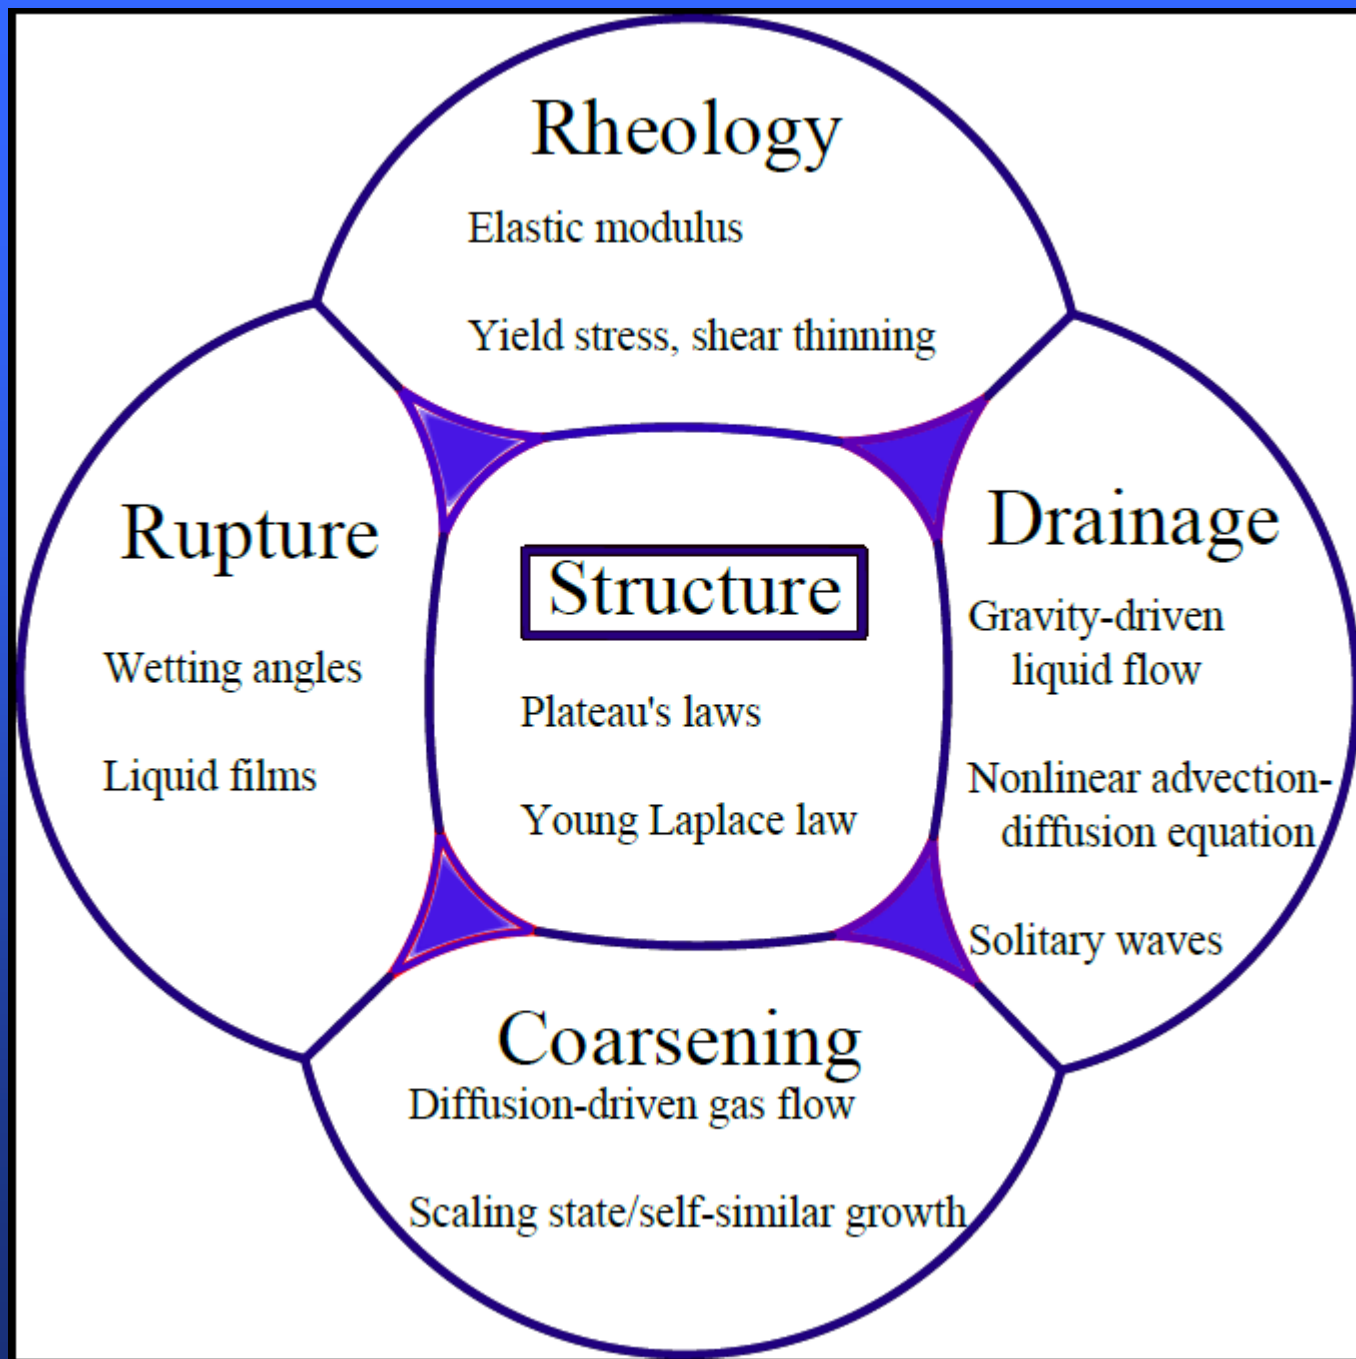 Rheology
Elastic modulus
Yield stress, shear thinning
Rupture
Wetting angles
Liquid films
Structure
Plateau's laws
Young Laplace law
Drainage
Gravity-driven
liquid flow
Nonlinear advection-
diffusion equation
Solitary waves
Coarsening
Diffusion-driven gas flow
Scaling state/self-similar growth